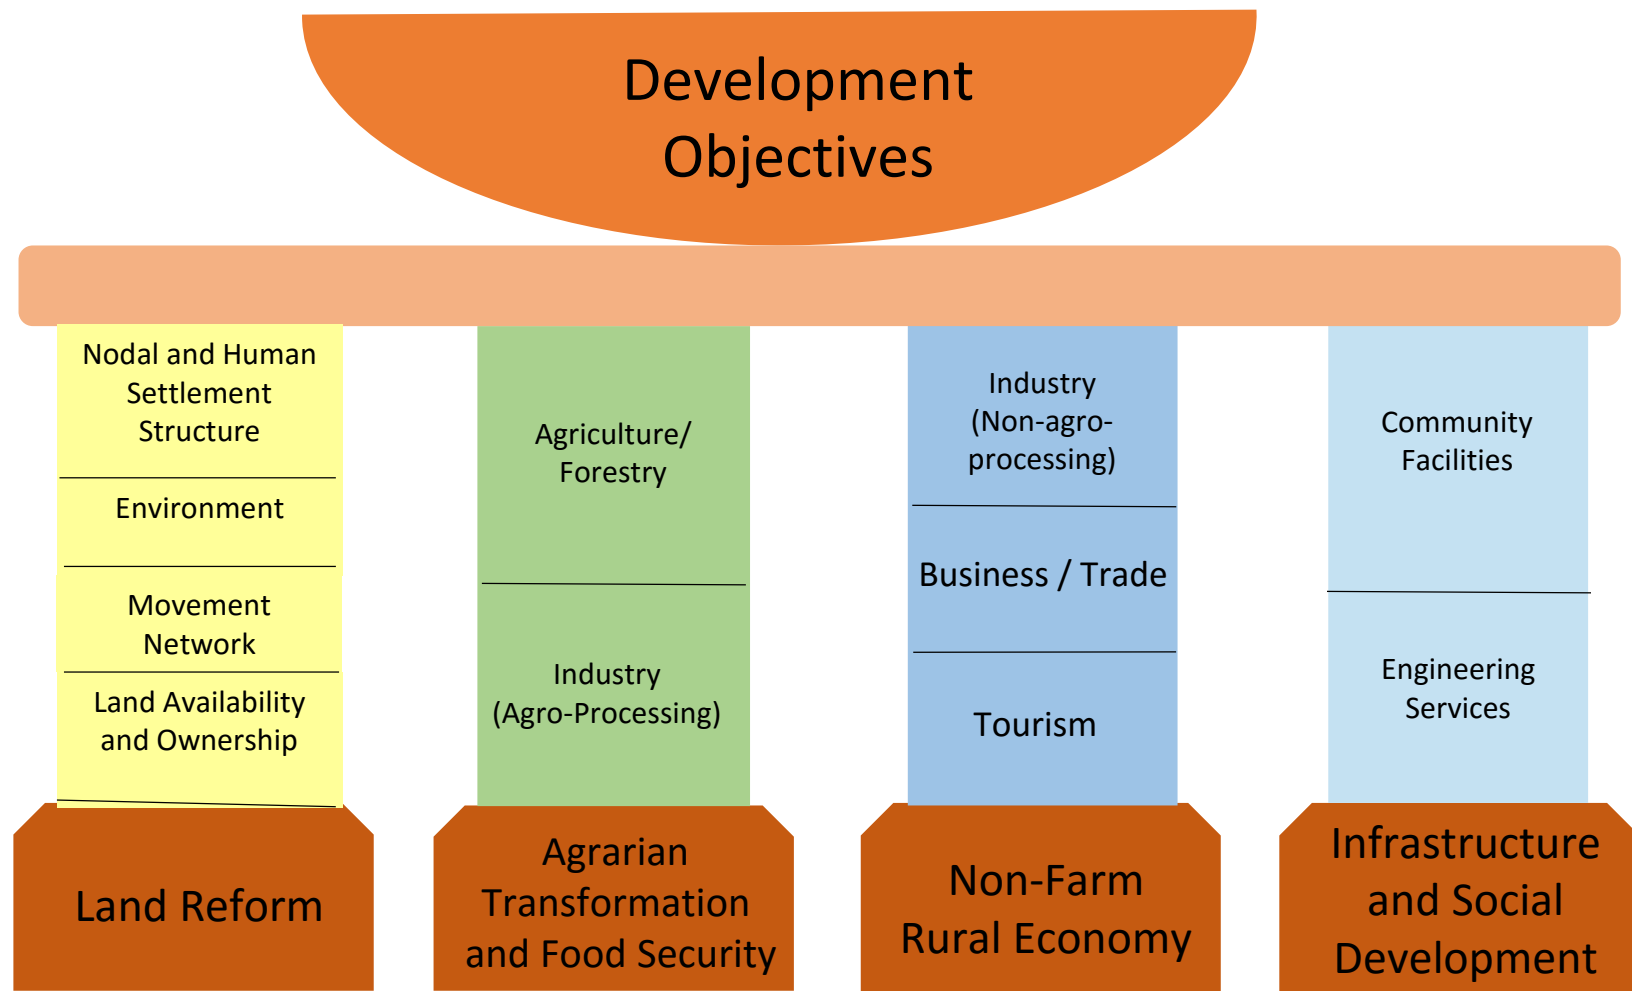 Development
Objectives
Nodal and Human
Settlement
Structure
Environment
Movement
Network
Land Availability
and Ownership
Land Reform
Agriculture/
Forestry
Industry
(Agro-Processing)
Agrarian
Transformation
and Food Security
Industry
(Non-agro-
processing)
Business / Trade
Tourism
Non-Farm
Rural Economy
Community
Facilities
Engineering
Services
Infrastructure
and Social
Development